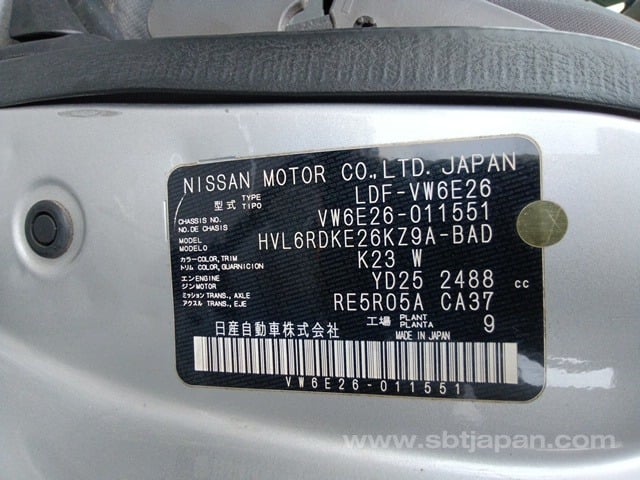 NISSAN MOTOR CO.,LTD. JAPAN
型式 TYPE TIPO LDF-VW6E26
CHASSIS NO. NO. DE CHASIS VW6E26-011551
MODEL MODELO HVL6RDKE26KZ9A-BAD
カラー COLOR, TRIM トリム COLOR, GUARNICION K23 W
エンジン ENGINE MOTOR YD25 2488 cc
ミッション TRANS., AXLE アクスル TRANS., EJE RE5R05A CA37
日産自動車株式会社 工場 PLANT PLANTA 9
MADE IN JAPAN
VW6E26-011551
www.sbtjapan.com